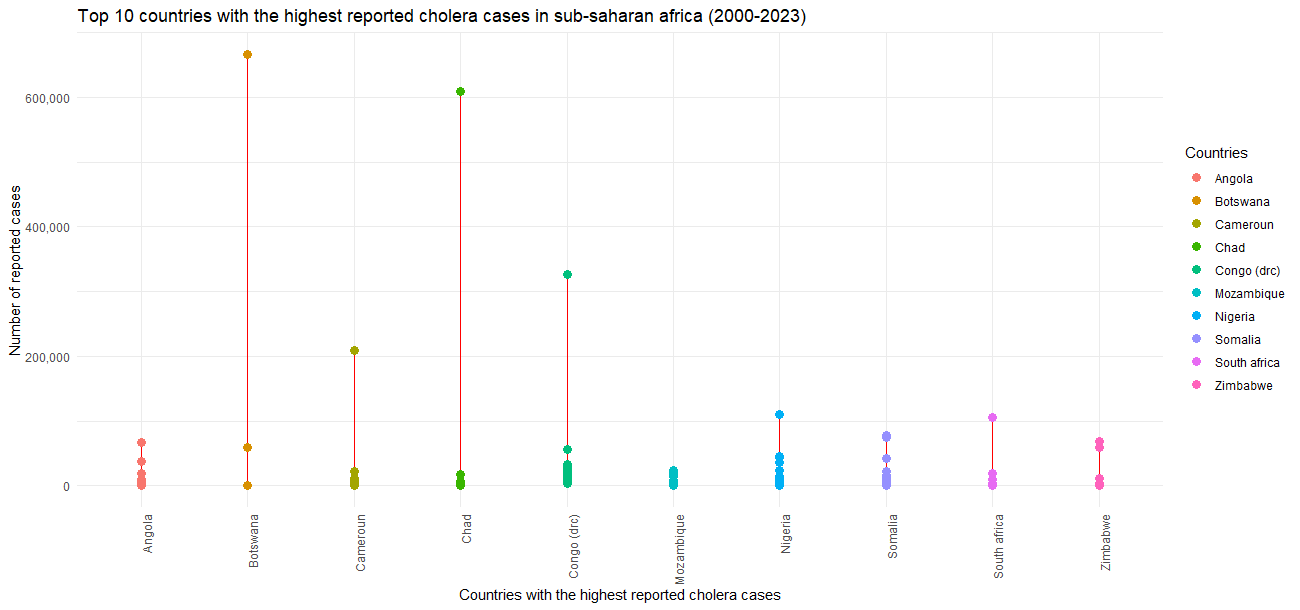 Top 10 countries with the highest reported cholera cases in sub-saharan africa (2000-2023)
Number of reported cases
600,000
400,000
200,000
0
Angola
Botswana
Cameroun
Chad
Congo (drc)
Mozambique
Nigeria
Somalia
South africa
Zimbabwe
Countries with the highest reported cholera cases
Countries
Angola
Botswana
Cameroun
Chad
Congo (drc)
Mozambique
Nigeria
Somalia
South africa
Zimbabwe